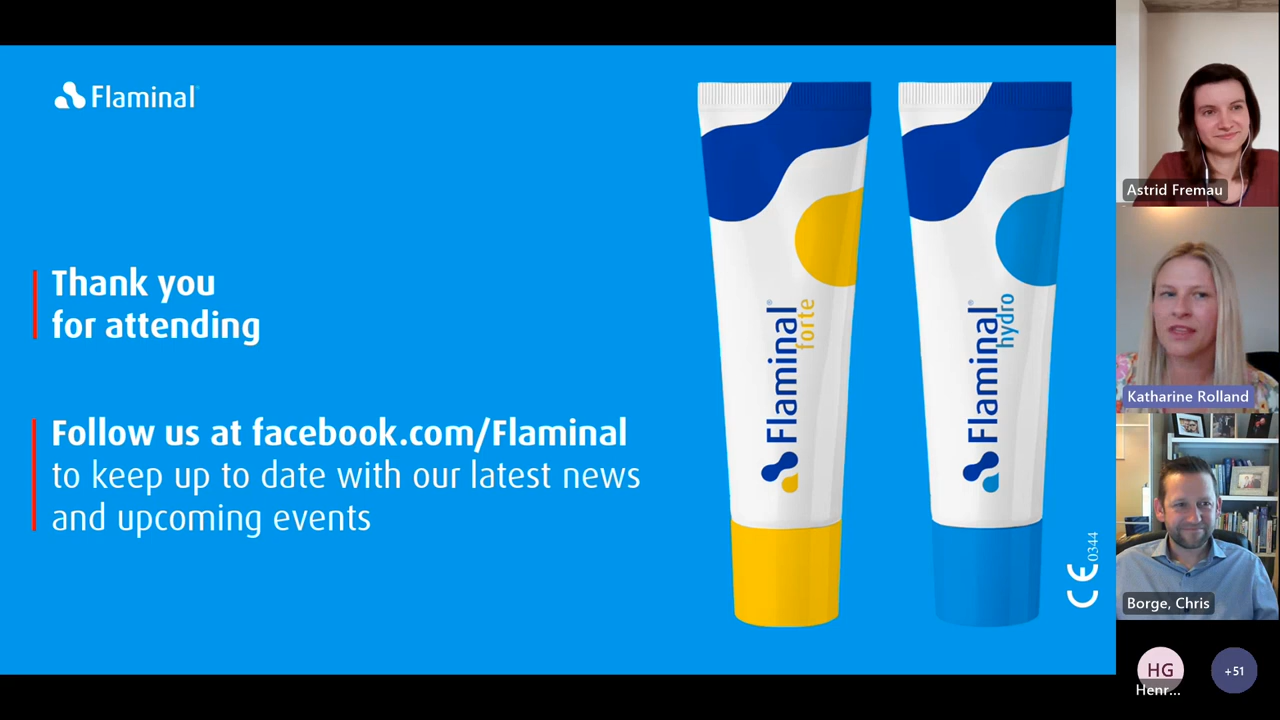 Flaminal
Thank you
for attending
Follow us at facebook.com/Flaminal
to keep up to date with our latest news
and upcoming events
Flaminal®
forte
Flaminal®
hydro
CE 0344
Astrid Fremau
Katharine Rolland
Borge, Chris
HG
Henr...
+51